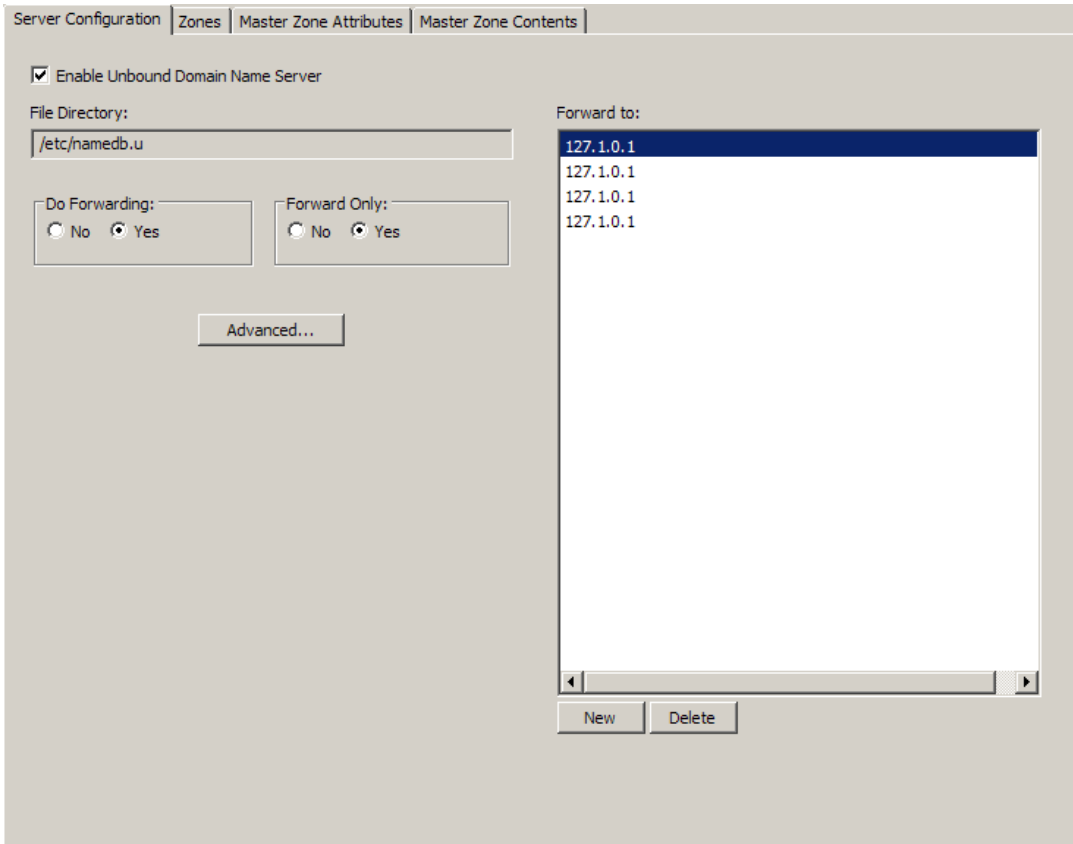 Server Configuration Zones Master Zone Attributes Master Zone Contents
Enable Unbound Domain Name Server
File Directory:
/etc/namedb.u
Do Forwarding:
No Yes
Forward Only:
No Yes
Advanced...
Forward to:
127.1.0.1
127.1.0.1
127.1.0.1
127.1.0.1
New Delete